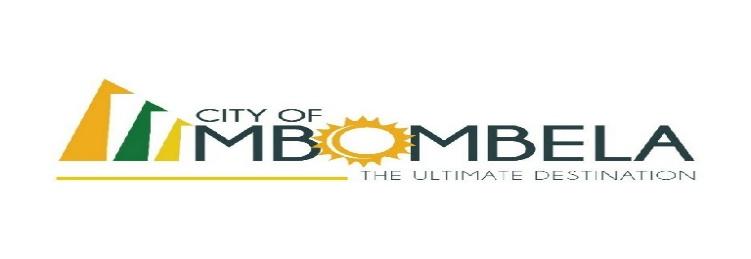 CITY OF
MBOMBELA
THE ULTIMATE DESTINATION